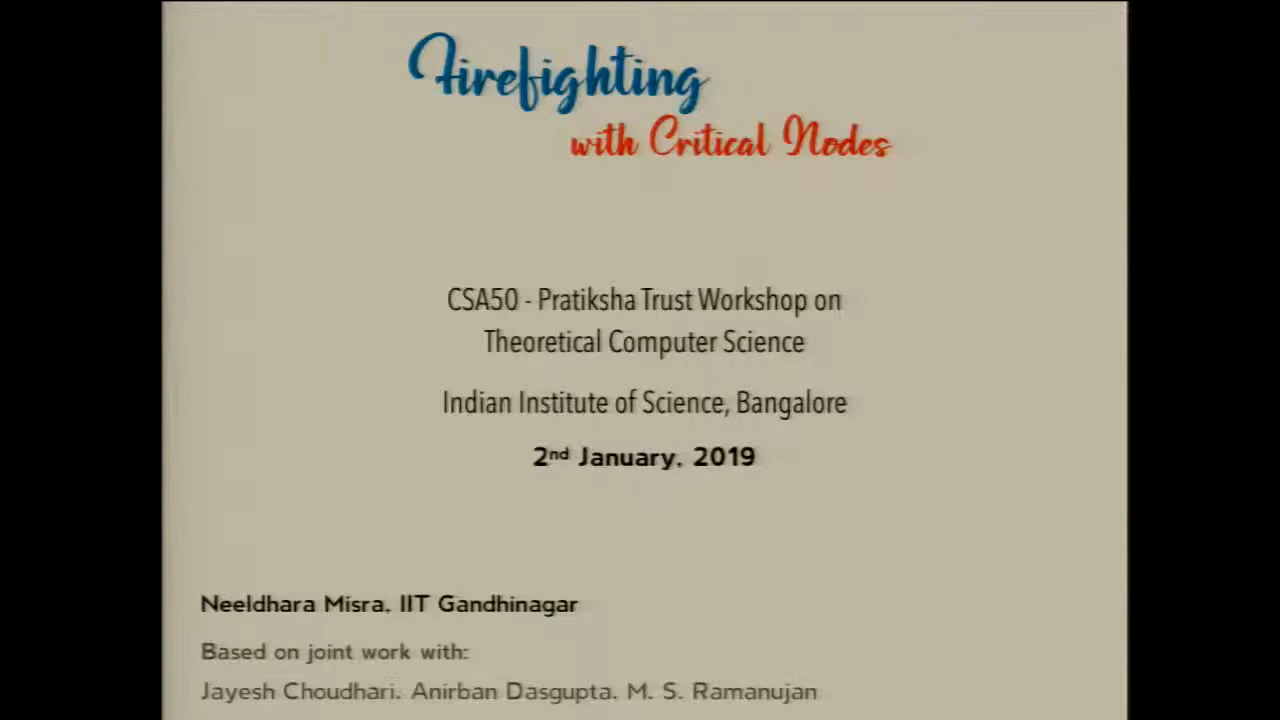 Firefighting
with Critical Nodes
CSA50 - Pratiksha Trust Workshop on
Theoretical Computer Science
Indian Institute of Science, Bangalore
2nd January, 2019
Neeldhara Misra, IIT Gandhinagar
Based on joint work with:
Jayesh Choudhari, Anirban Dasgupta, M. S. Ramanujan